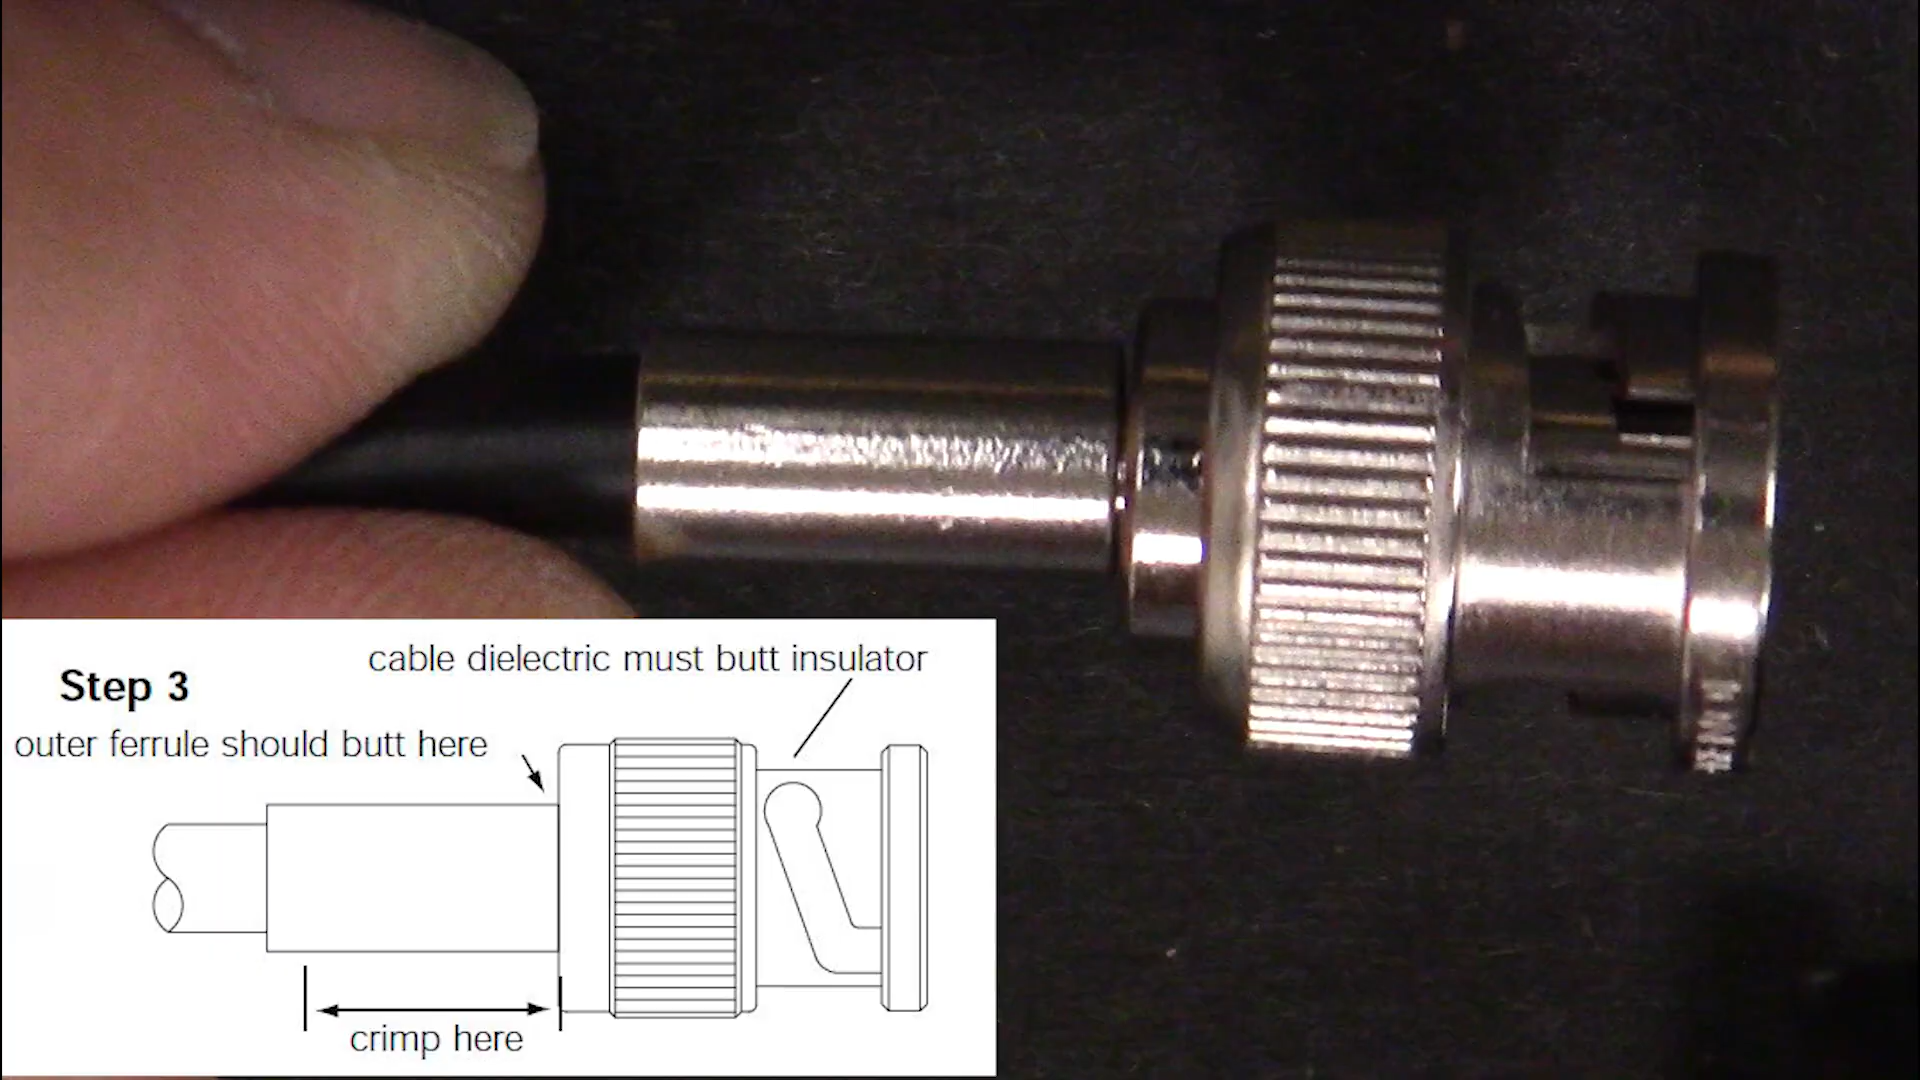 cable dielectric must butt insulator
Step 3
outer ferrule should butt here
crimp here